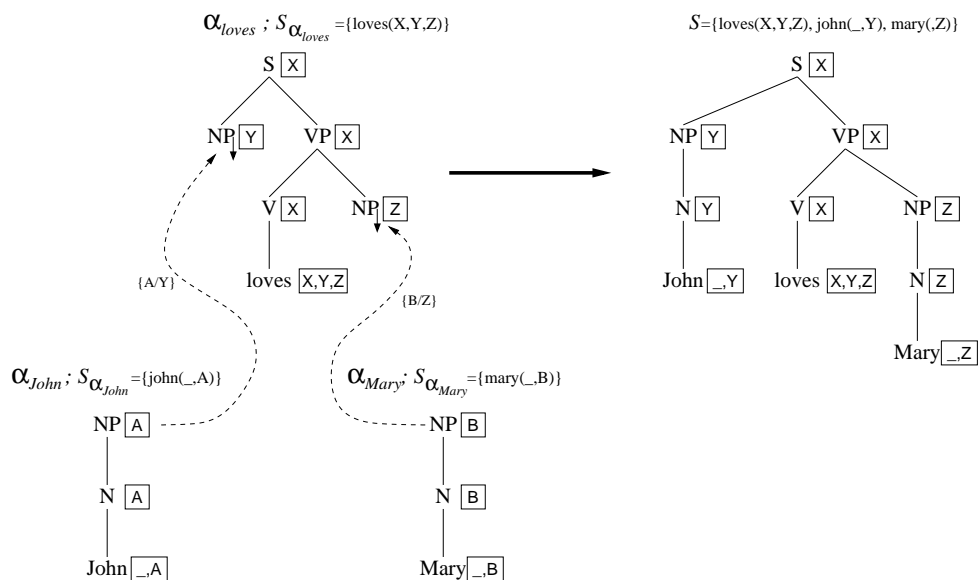 α_loves ; S_α_loves ={loves(X,Y,Z)}
S={loves(X,Y,Z), john(_,Y), mary(,Z)}
S X
S X
NP Y
VP X
NP Y
VP X
V X
NP Z
N Y
V X
NP Z
loves X,Y,Z
{A/Y}
{B/Z}
John _,Y
loves X,Y,Z
N Z
Mary _,Z
α_John ; S_α_John ={john(_,A)}
α_Mary ; S_α_Mary ={mary(_,B)}
NP A
NP B
N A
N B
John _,A
Mary _,B